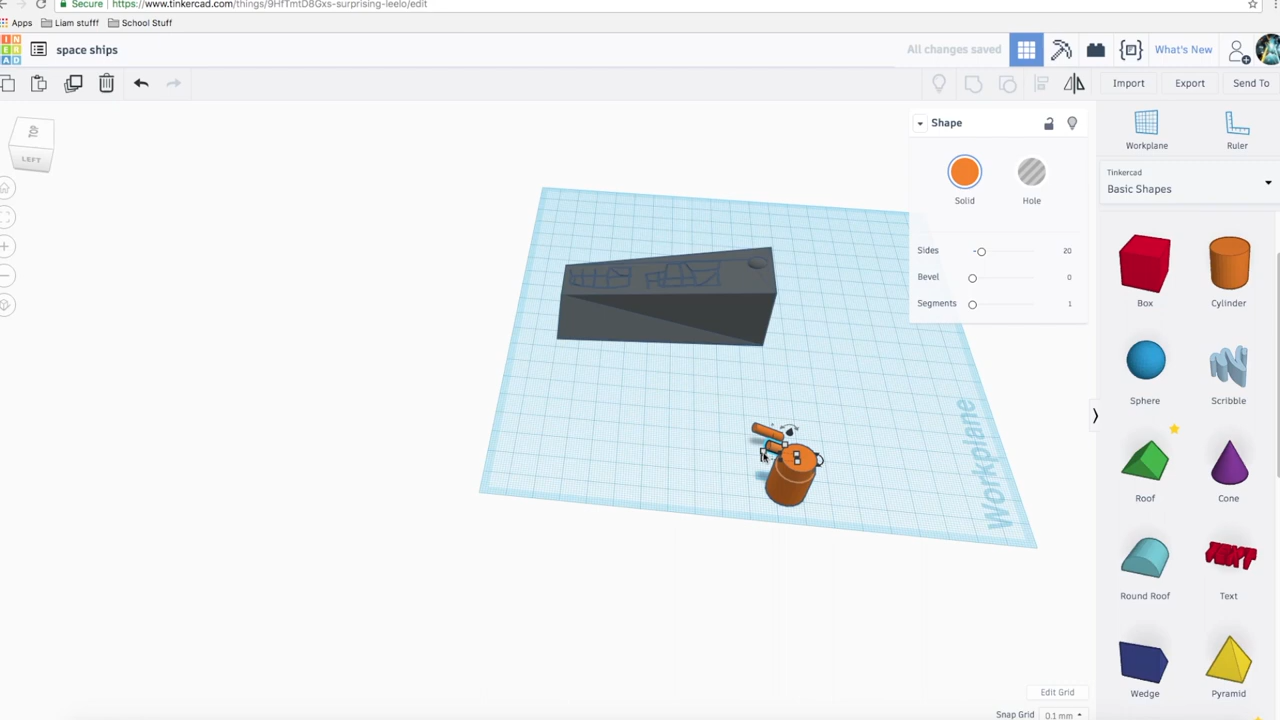 Secure
https://www.tinkercad.com/things/9HfTmtD8Gxs-surprising-leelo/edit
Apps Liam stuff School Stuff
space ships
All changes saved
What's New
Import Export Send To
TOP
LEFT
Shape
Solid Hole
Sides 20
Bevel 0
Segments 1
Workplane Ruler
Tinkercad
Basic Shapes
Box Cylinder
Sphere Scribble
Roof Cone
TEXT
Round Roof Text
Wedge Pyramid
Workplane
Edit Grid
Snap Grid 0.1 mm